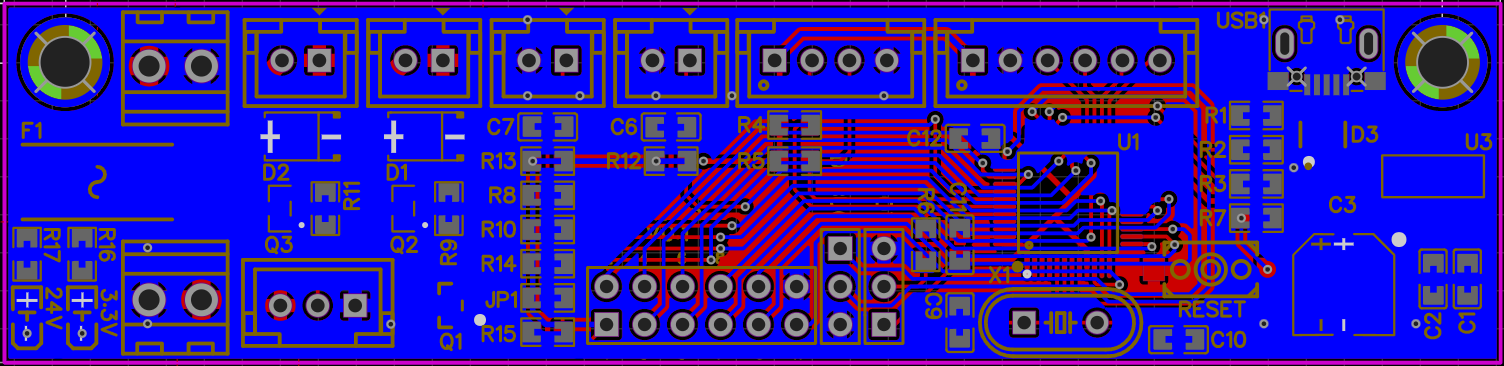 USB1
F1
C7
C6
R4
C12
U1
R1
D3
U3
R13
R12
R5
R2
D2
D1
R11
R8
R3
C3
R6
C11
R7
Q3
Q2
R9
R10
R17
R16
R14
X1
24V
3.3V
JP1
C9
RESET
Q1
R15
C10
C2
C1